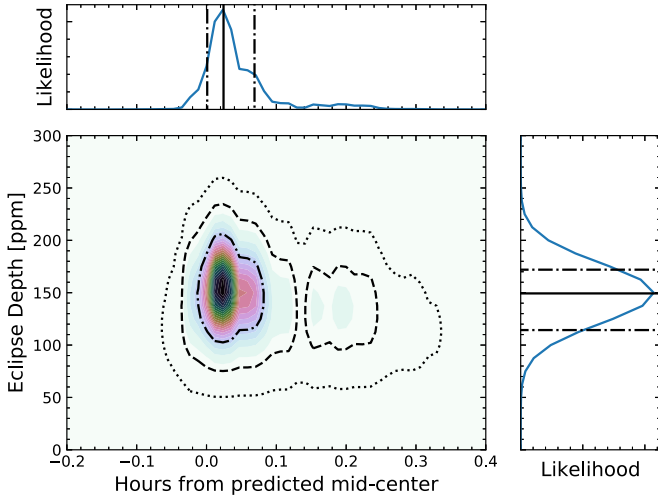 Likelihood
Eclipse Depth [ppm]
300
250
200
150
100
50
0
−0.2 −0.1 0.0 0.1 0.2 0.3 0.4
Hours from predicted mid-center
Likelihood